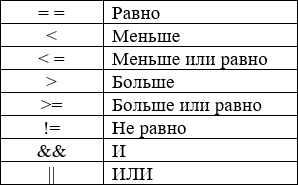 = = Равно
< Меньше
< = Меньше или равно
> Больше
>= Больше или равно
!= Не равно
&& И
|| ИЛИ